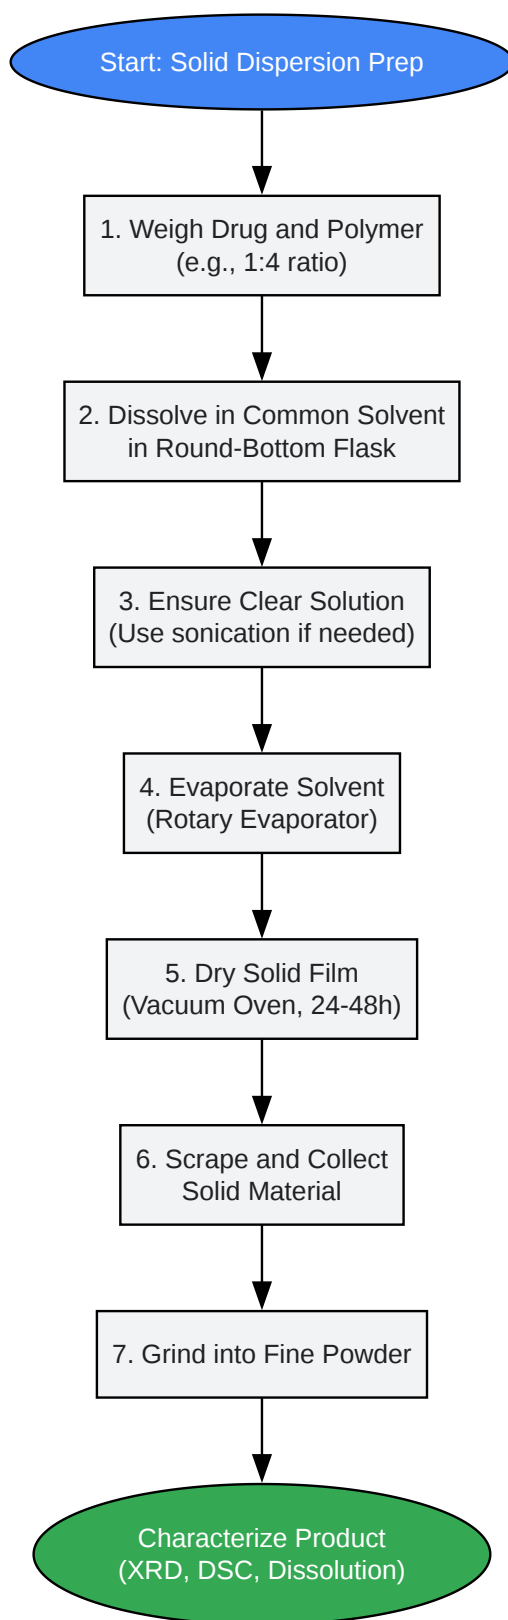 Start: Solid Dispersion Prep
1. Weigh Drug and Polymer
(e.g., 1:4 ratio)
2. Dissolve in Common Solvent
in Round-Bottom Flask
3. Ensure Clear Solution
(Use sonication if needed)
4. Evaporate Solvent
(Rotary Evaporator)
5. Dry Solid Film
(Vacuum Oven, 24-48h)
6. Scrape and Collect
Solid Material
7. Grind into Fine Powder
Characterize Product
(XRD, DSC, Dissolution)